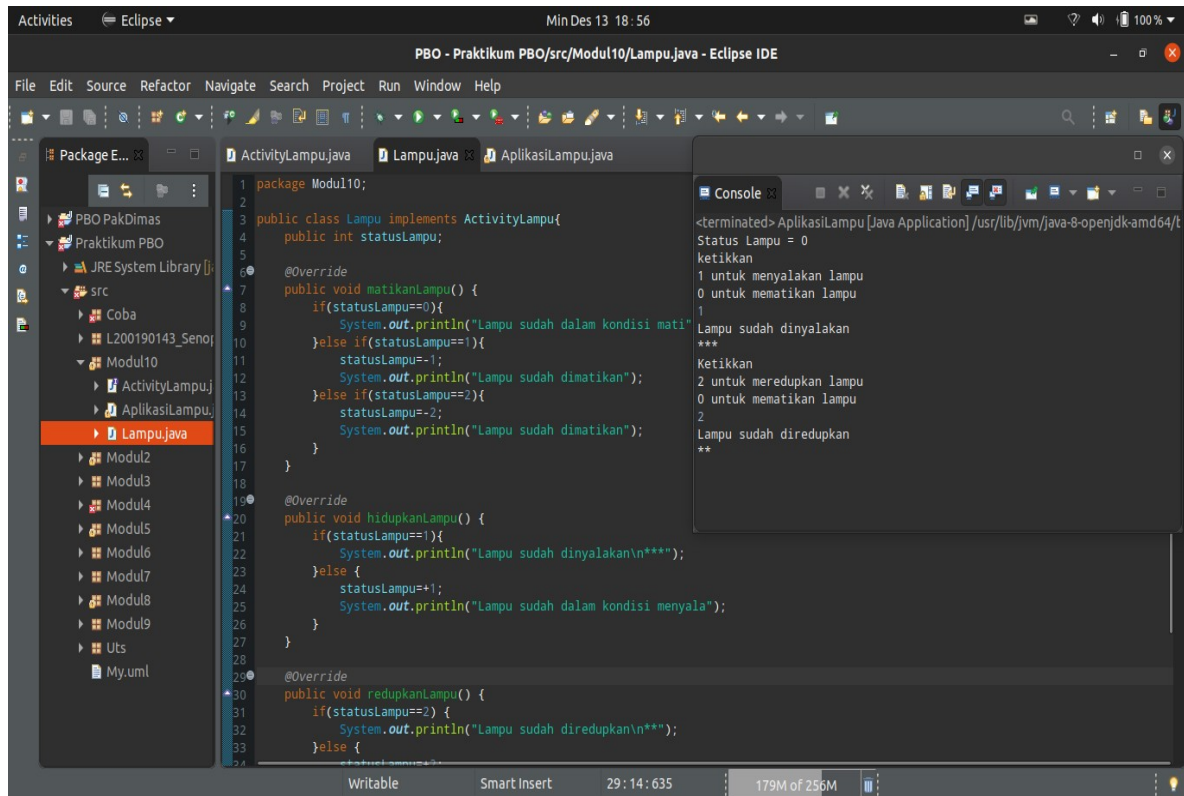 Activities Eclipse Min Des 13 18:56 100%
PBO - Praktikum PBO/src/Modul10/Lampu.java - Eclipse IDE
File Edit Source Refactor Navigate Search Project Run Window Help
Package E...
PBO PakDimas
Praktikum PBO
JRE System Library [j
src
Coba
L200190143_Senop
Modul10
ActivityLampu.j
AplikasiLampu.j
Lampu.java
Modul2
Modul3
Modul4
Modul5
Modul6
Modul7
Modul8
Modul9
Uts
My.uml
ActivityLampu.java Lampu.java AplikasiLampu.java
1 package Modul10;
2
3 public class Lampu implements ActivityLampu{
4 public int statusLampu;
5
6 @Override
7 public void matikanLampu() {
8 if(statusLampu==0){
9 System.out.println("Lampu sudah dalam kondisi mati"
10 }else if(statusLampu==1){
11 statusLampu=-1;
12 System.out.println("Lampu sudah dimatikan");
13 }else if(statusLampu==2){
14 statusLampu=-2;
15 System.out.println("Lampu sudah dimatikan");
16 }
17 }
18
19 @Override
20 public void hidupkanLampu() {
21 if(statusLampu==1){
22 System.out.println("Lampu sudah dinyalakan\n***");
23 }else {
24 statusLampu=+1;
25 System.out.println("Lampu sudah dalam kondisi menyala");
26 }
27 }
28
29 @Override
30 public void redupkanLampu() {
31 if(statusLampu==2) {
32 System.out.println("Lampu sudah diredupkan\n**");
33 }else {
34 statusLampu=+2;
Console
<terminated> AplikasiLampu [Java Application] /usr/lib/jvm/java-8-openjdk-amd64/b
Status Lampu = 0
ketikkan
1 untuk menyalakan lampu
0 untuk mematikan lampu
1
Lampu sudah dinyalakan
***
Ketikkan
2 untuk meredupkan lampu
0 untuk mematikan lampu
2
Lampu sudah diredupkan
**
Writable Smart Insert 29:14:635 179M of 256M